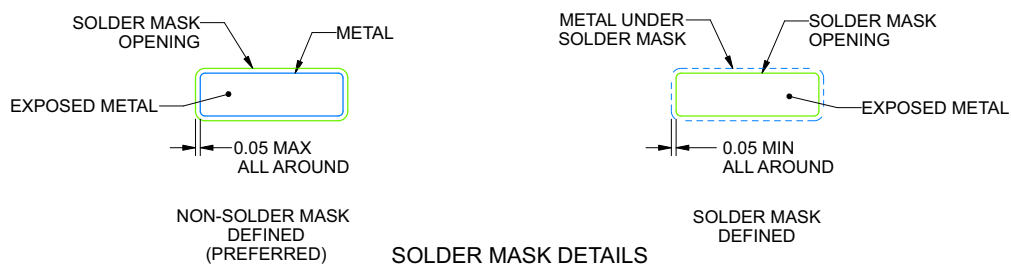 SOLDER MASK
OPENING
METAL
EXPOSED METAL
0.05 MAX
ALL AROUND
NON-SOLDER MASK
DEFINED
(PREFERRED)
METAL UNDER
SOLDER MASK
SOLDER MASK
OPENING
EXPOSED METAL
0.05 MIN
ALL AROUND
SOLDER MASK
DEFINED
SOLDER MASK DETAILS